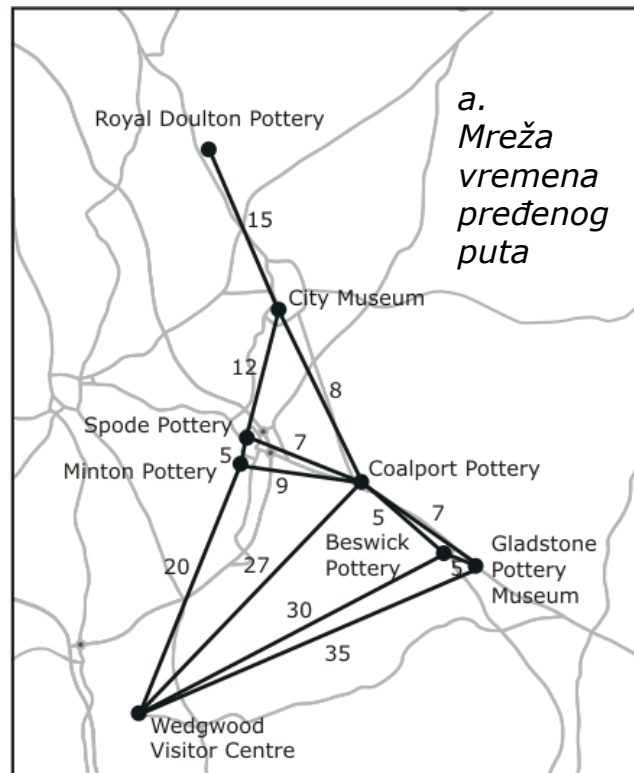 a.
Mreža
vremena
pređenog
puta
Royal Doulton Pottery
15
City Museum
12
8
Spode Pottery
7
5
Minton Pottery
9
Coalport Pottery
5
7
Beswick
Pottery
Gladstone
Pottery
Museum
5
20
27
30
35
Wedgwood
Visitor Centre